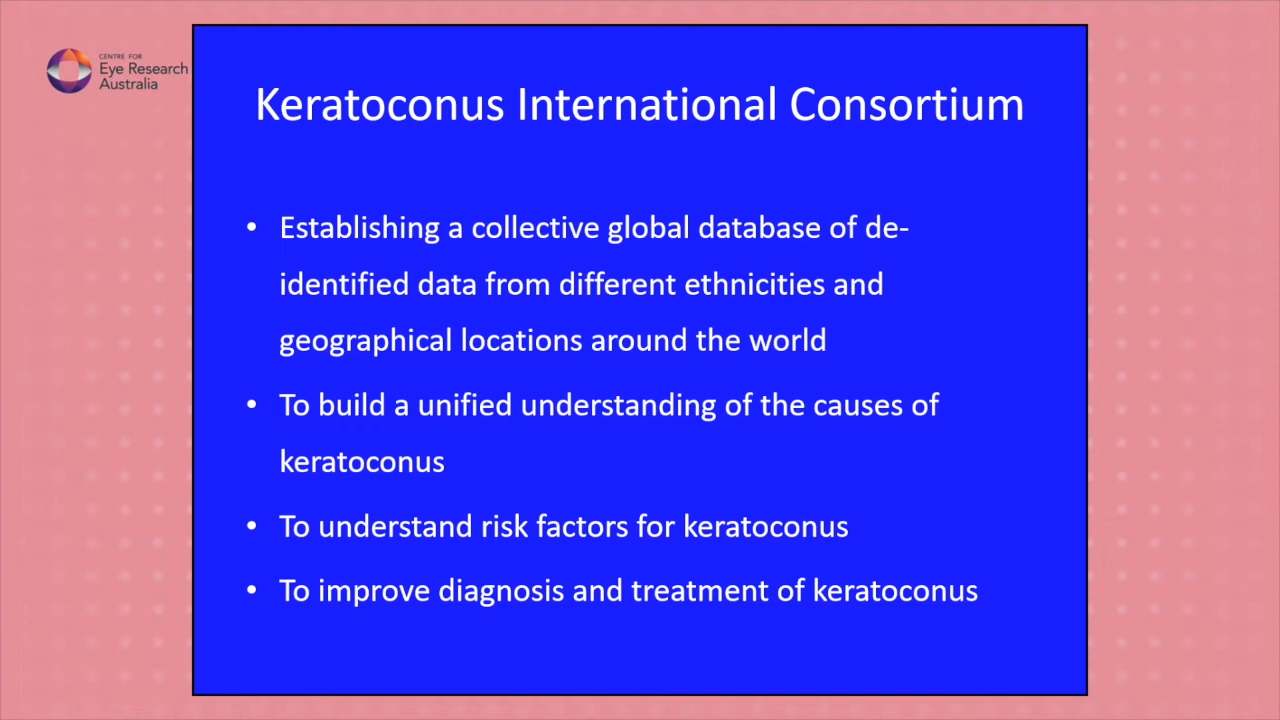 CENTRE FOR
Eye Research
Australia
Keratoconus International Consortium
• Establishing a collective global database of de-
identified data from different ethnicities and
geographical locations around the world
• To build a unified understanding of the causes of
keratoconus
• To understand risk factors for keratoconus
• To improve diagnosis and treatment of keratoconus